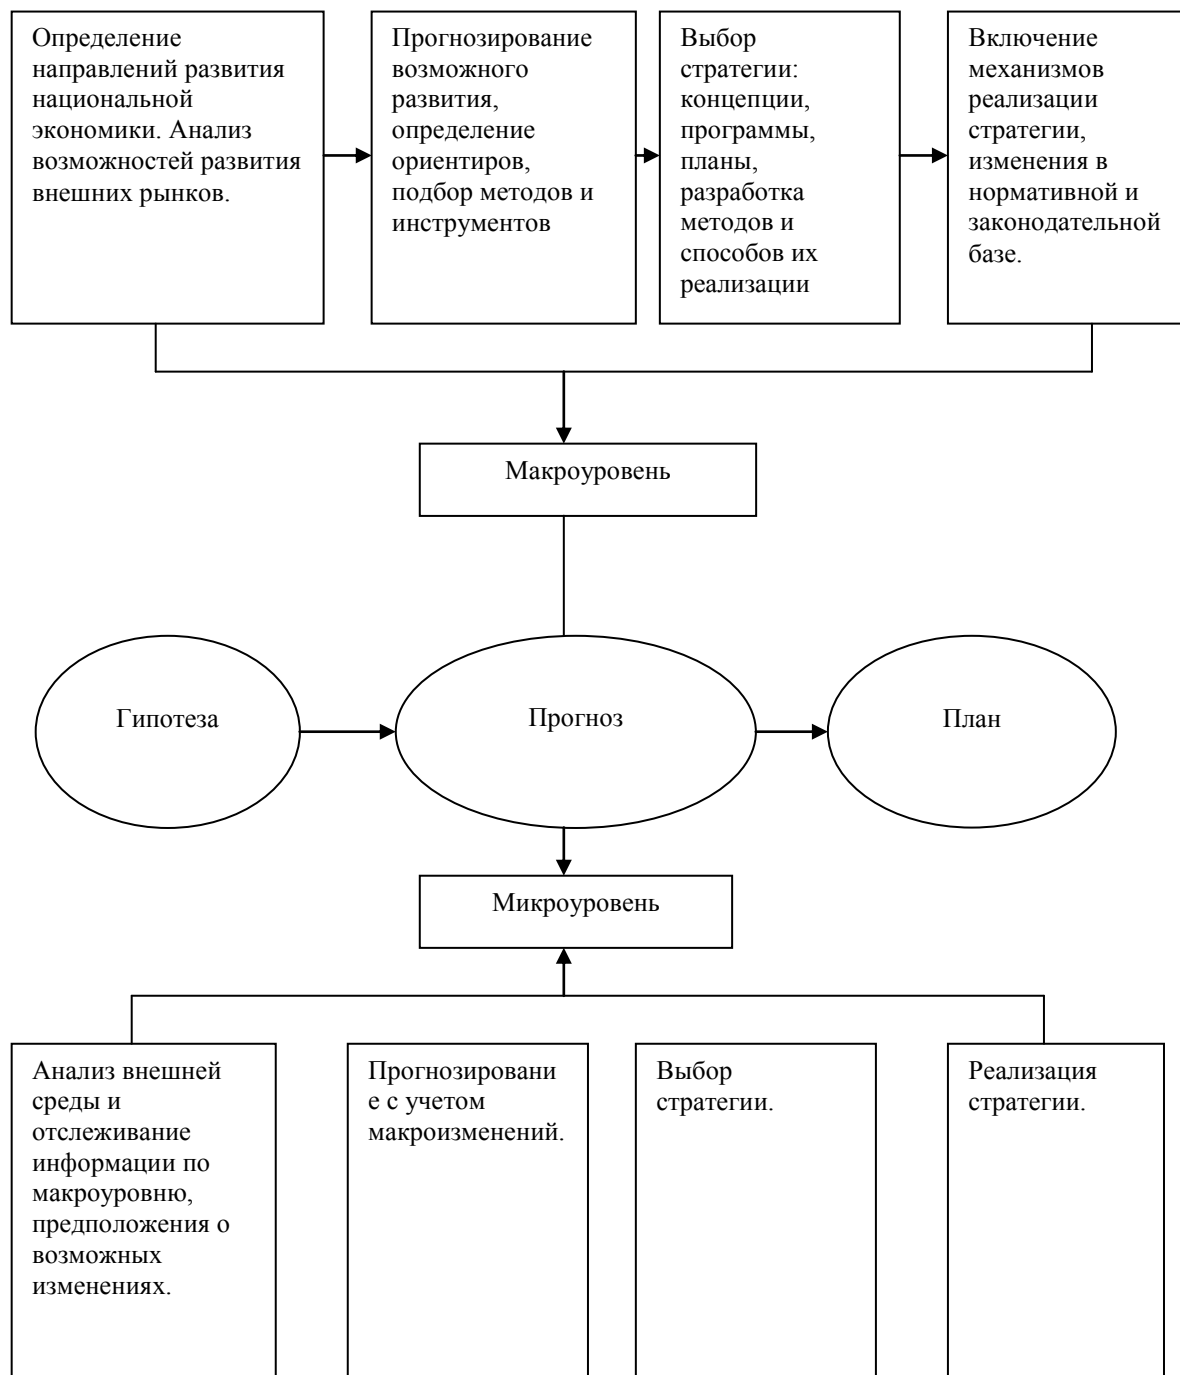 Определение
направлений развития
национальной
экономики. Анализ
возможностей развития
внешних рынков.
Прогнозирование
возможного
развития,
определение
ориентиров,
подбор методов и
инструментов
Выбор
стратегии:
концепции,
программы,
планы,
разработка
методов и
способов их
реализации
Включение
механизмов
реализации
стратегии,
изменения в
нормативной и
законодательной
базе.
Макроуровень
Гипотеза
Прогноз
План
Микроуровень
Анализ внешней
среды и
отслеживание
информации по
макроуровню,
предположения о
возможных
изменениях.
Прогнозировани
е с учетом
макроизменений.
Выбор
стратегии.
Реализация
стратегии.